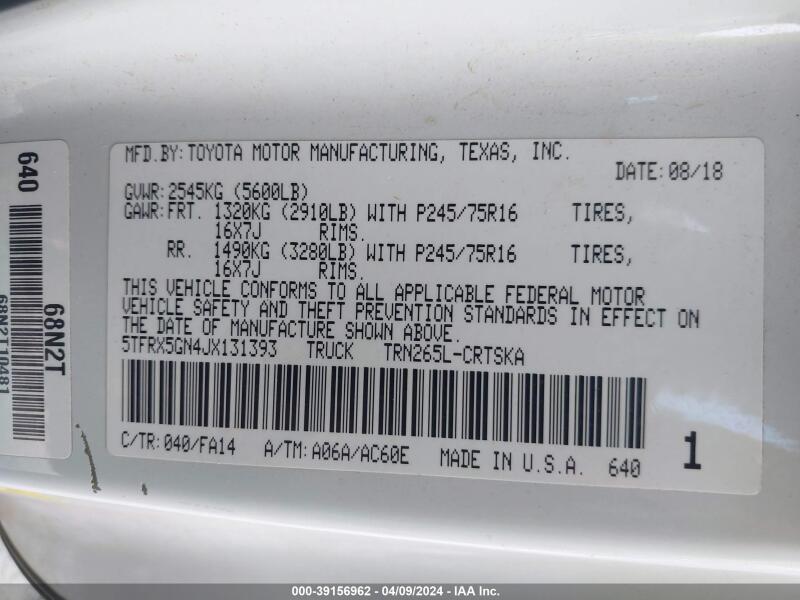 MFD.BY:TOYOTA MOTOR MANUFACTURING, TEXAS, INC.
DATE:08/18
GVWR:2545KG (5600LB)
GAWR:FRT. 1320KG (2910LB) WITH P245/75R16 TIRES,
16X7J RIMS.
RR. 1490KG (3280LB) WITH P245/75R16 TIRES,
16X7J RIMS.
THIS VEHICLE CONFORMS TO ALL APPLICABLE FEDERAL MOTOR
VEHICLE SAFETY AND THEFT PREVENTION STANDARDS IN EFFECT ON
THE DATE OF MANUFACTURE SHOWN ABOVE.
5TFRX5GN4JX131393 TRUCK TRN265L-CRTSKA
C/TR:040/FA14 A/TM:A06A/AC60E MADE IN U.S.A. 640
1
640
68N2T
68N2T10481
000-39156962 - 04/09/2024 - IAA Inc.